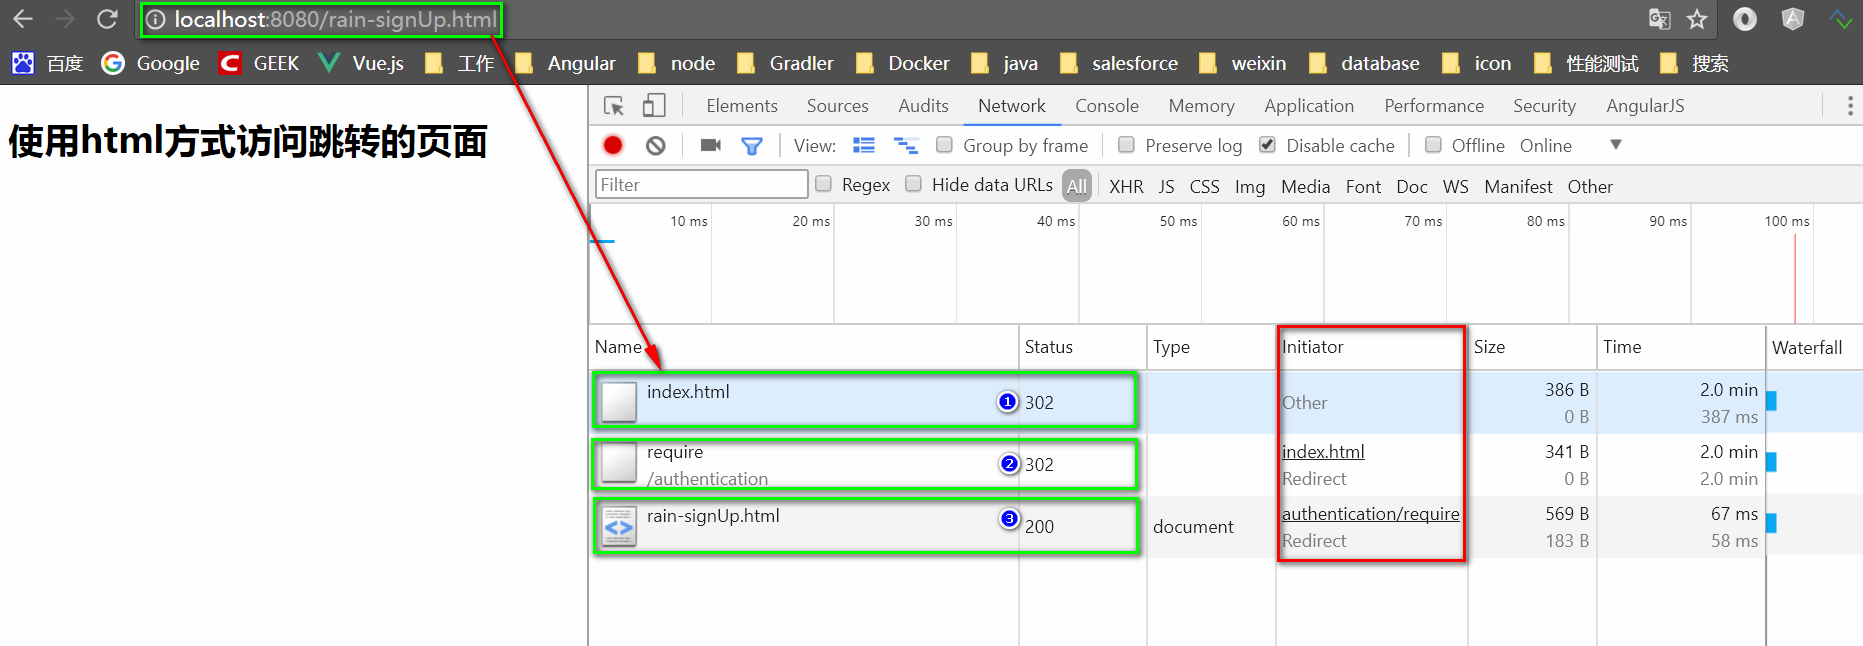 localhost:8080/rain-signUp.html
百度 Google GEEK Vue.js 工作 Angular node Gradler Docker java salesforce weixin database icon 性能测试 搜索
使用html方式访问跳转的页面
Elements Sources Audits Network Console Memory Application Performance Security AngularJS
View: Group by frame Preserve log Disable cache Offline Online
Filter Regex Hide data URLs All XHR JS CSS Img Media Font Doc WS Manifest Other
10 ms 20 ms 30 ms 40 ms 50 ms 60 ms 70 ms 80 ms 90 ms 100 ms
Name Status Type Initiator Size Time Waterfall
index.html 1 302 Other 386 B 2.0 min
0 B 387 ms
require 2 302 index.html 341 B 2.0 min
/authentication Redirect 0 B 2.0 min
rain-signUp.html 3 200 document authentication/require 569 B 67 ms
Redirect 183 B 58 ms